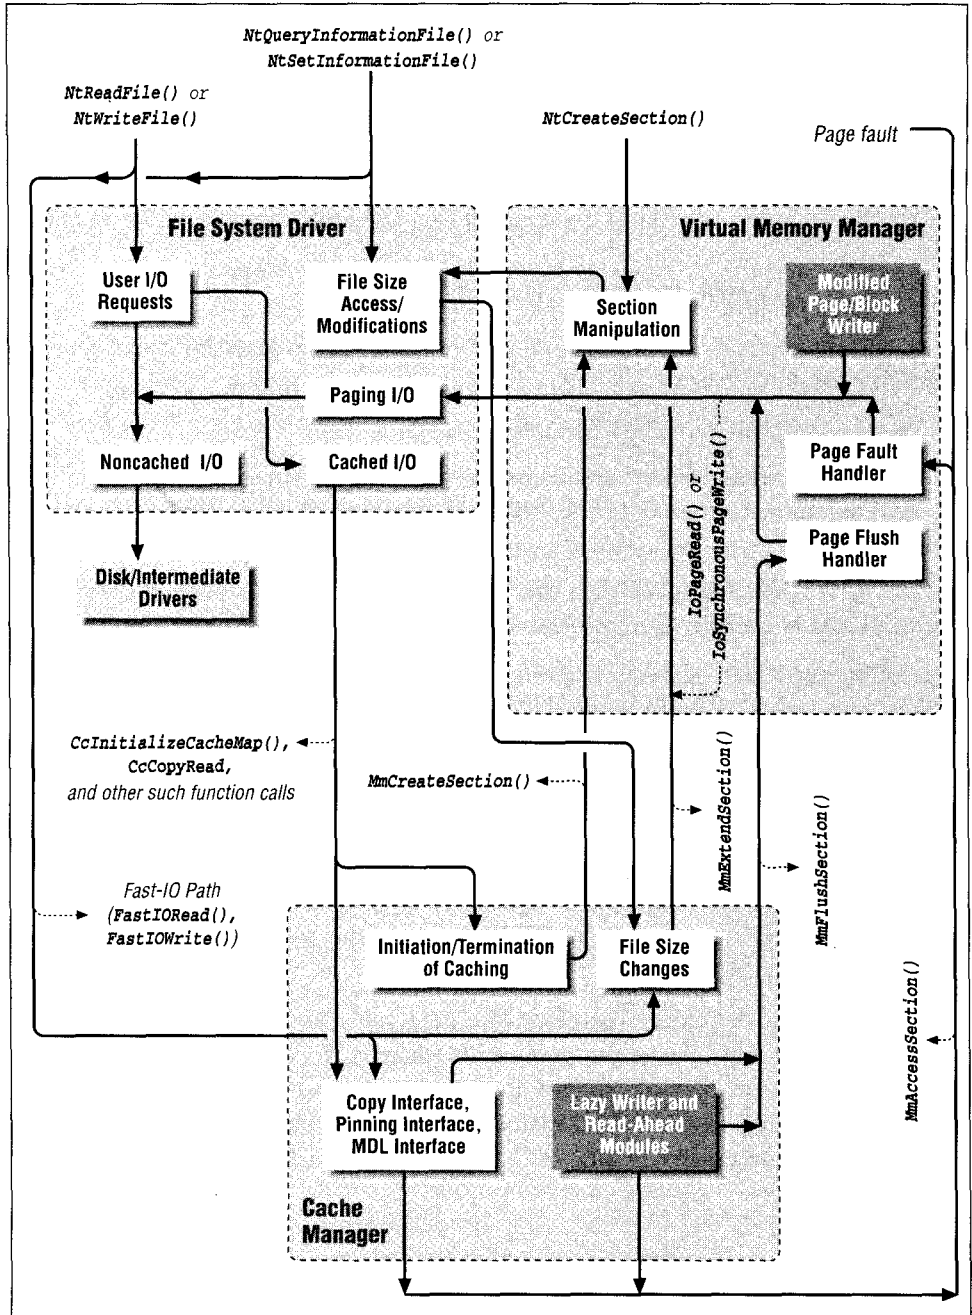 NtQueryInformationFile() or
NtSetInformationFile()
NtReadFile() or
NtWriteFile()
NtCreateSection()
Page fault
File System Driver
Virtual Memory Manager
User I/O
Requests
File Size
Access/
Modifications
Section
Manipulation
Modified
Page/Block
Writer
Paging I/O
Noncached I/O
Cached I/O
Page Fault
Handler
Page Flush
Handler
IoPageRead() or
IoSynchronousPageWrite()
Disk/Intermediate
Drivers
CcInitializeCacheMap(),
CcCopyRead,
and other such function calls
MmCreateSection()
MmExtendSection()
MmFlushSection()
Fast-IO Path
(FastIORead(),
FastIOWrite())
Initiation/Termination
of Caching
File Size
Changes
MmAccessSection()
Copy Interface,
Pinning Interface,
MDL Interface
Lazy Writer and
Read-Ahead
Modules
Cache
Manager